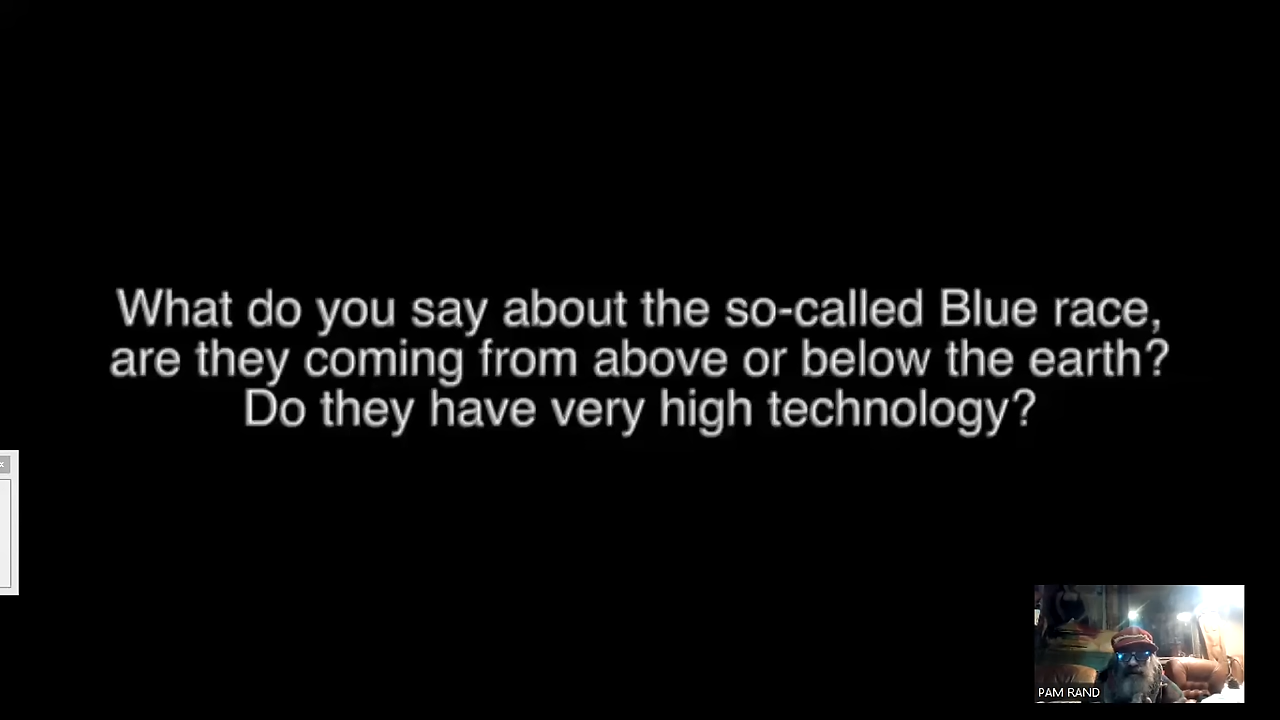 What do you say about the so-called Blue race,
are they coming from above or below the earth?
Do they have very high technology?
PAM RAND